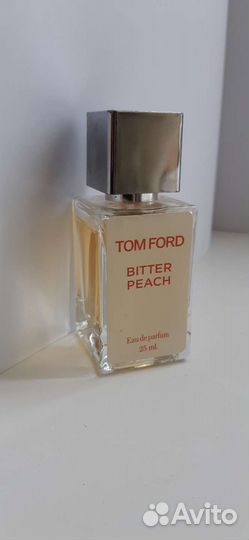 TOM FORD
BITTER
PEACH
Eau de parfum
25 ml.
Avito